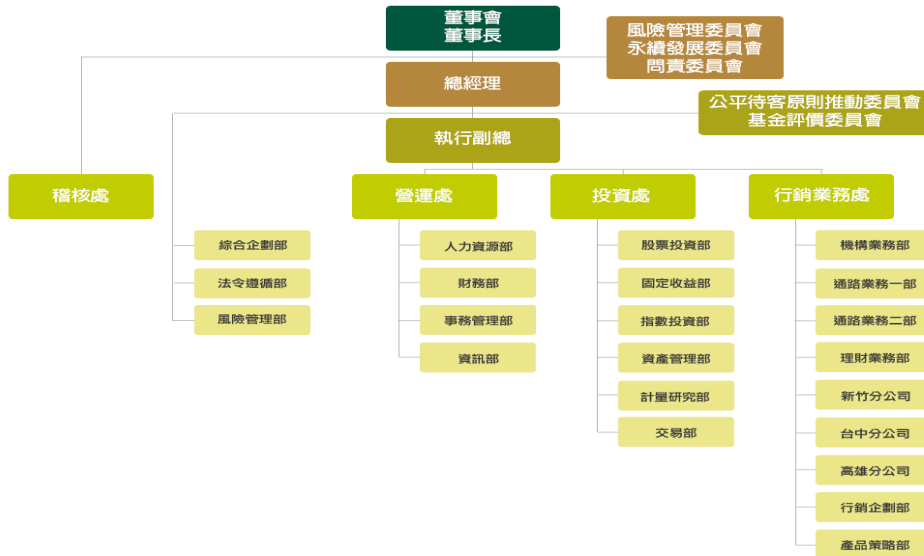 董事會
董事長
風險管理委員會
永續發展委員會
問責委員會
總經理
公平待客原則推動委員會
基金評價委員會
執行副總
稽核處
營運處
投資處
行銷業務處
綜合企劃部
法令遵循部
風險管理部
人力資源部
財務部
事務管理部
資訊部
股票投資部
固定收益部
指數投資部
資產管理部
計量研究部
交易部
機構業務部
通路業務一部
通路業務二部
理財業務部
新竹分公司
台中分公司
高雄分公司
行銷企劃部
產品策略部